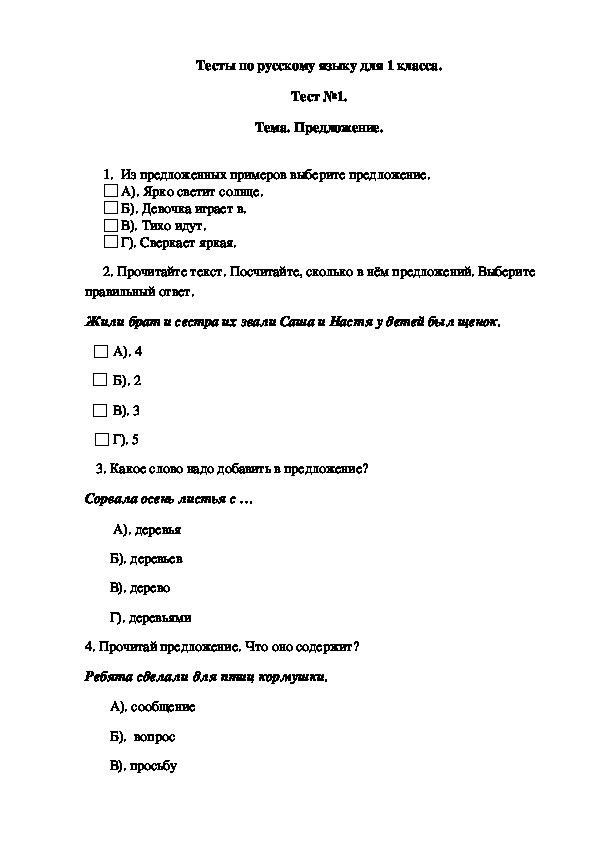 Тесты по русскому языку для 1 класса.
Тест №1.
Тема. Предложение.
1. Из предложенных примеров выберите предложение.
А). Ярко светит солнце.
Б). Девочка играет в.
В). Тихо идут.
Г). Сверкает яркая.
2. Прочитайте текст. Посчитайте, сколько в нём предложений. Выберите
правильный ответ.
Жили брат и сестра их звали Саша и Настя у детей был щенок.
А). 4
Б). 2
В). 3
Г). 5
3. Какое слово надо добавить в предложение?
Сорвала осень листья с …
А). деревья
Б). деревьев
В). дерево
Г). деревьями
4. Прочитай предложение. Что оно содержит?
Ребята сделали для птиц кормушки.
А). сообщение
Б). вопрос
В). просьбу